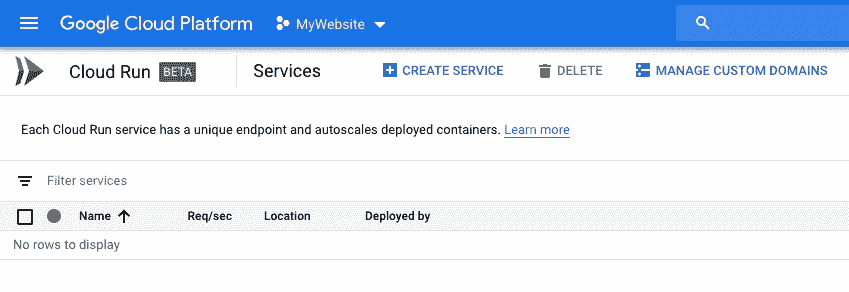 Google Cloud Platform MyWebsite
Cloud Run BETA Services CREATE SERVICE DELETE MANAGE CUSTOM DOMAINS
Each Cloud Run service has a unique endpoint and autoscales deployed containers. Learn more
Filter services
Name Req/sec Location Deployed by
No rows to display